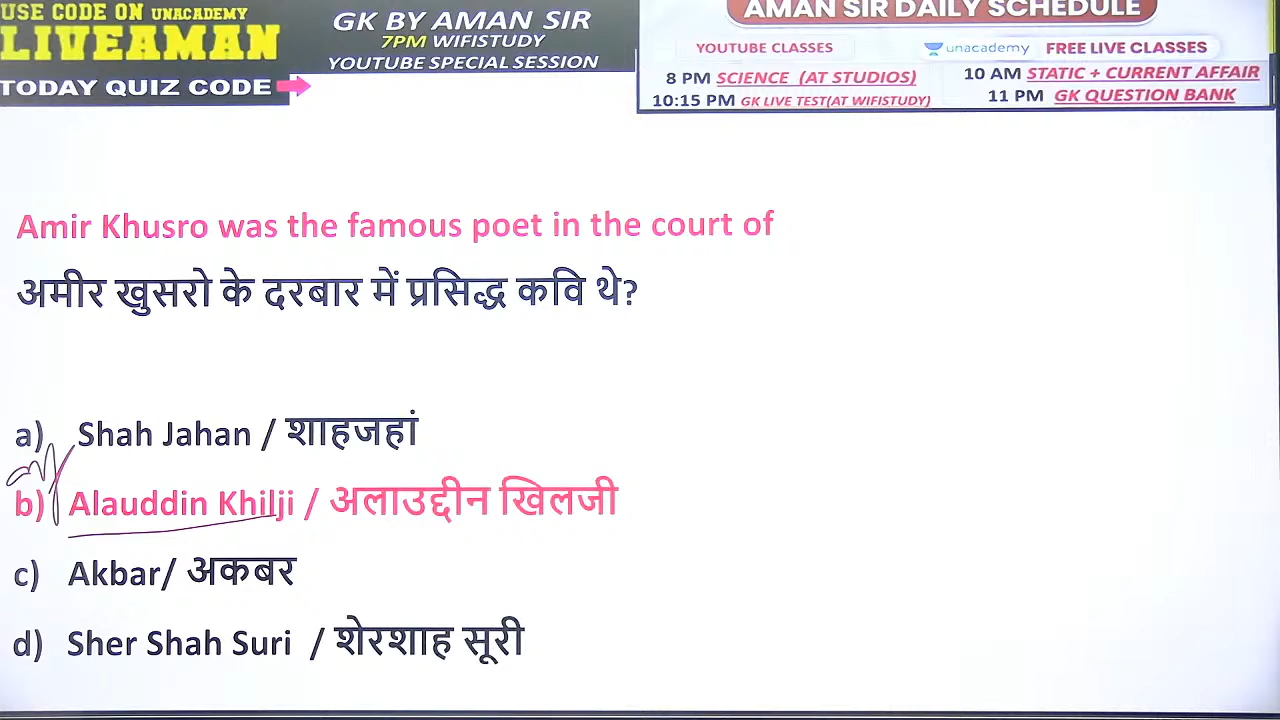 USE CODE ON UNACADEMY
LIVEAMAN
TODAY QUIZ CODE
GK BY AMAN SIR
7PM WIFISTUDY
YOUTUBE SPECIAL SESSION
AMAN SIR DAILY SCHEDULE
YOUTUBE CLASSES
unacademy FREE LIVE CLASSES
8 PM SCIENCE (AT STUDIOS)
10 AM STATIC + CURRENT AFFAIR
10:15 PM GK LIVE TEST(AT WIFISTUDY)
11 PM GK QUESTION BANK
Amir Khusro was the famous poet in the court of
अमीर खुसरो के दरबार में प्रसिद्ध कवि थे?
a) Shah Jahan / शाहजहां
b) Alauddin Khilji / अलाउद्दीन खिलजी
c) Akbar/ अकबर
d) Sher Shah Suri / शेरशाह सूरी